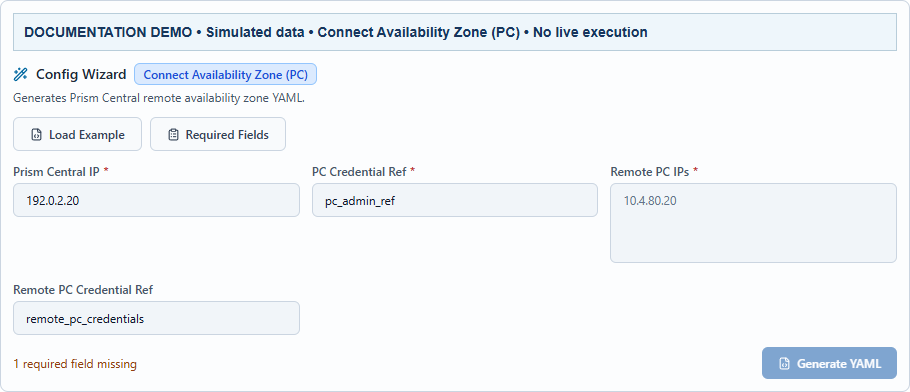 DOCUMENTATION DEMO • Simulated data • Connect Availability Zone (PC) • No live execution
Config Wizard Connect Availability Zone (PC)
Generates Prism Central remote availability zone YAML.
Load Example Required Fields
Prism Central IP * PC Credential Ref * Remote PC IPs *
192.0.2.20 pc_admin_ref 10.4.80.20
Remote PC Credential Ref
remote_pc_credentials
1 required field missing Generate YAML